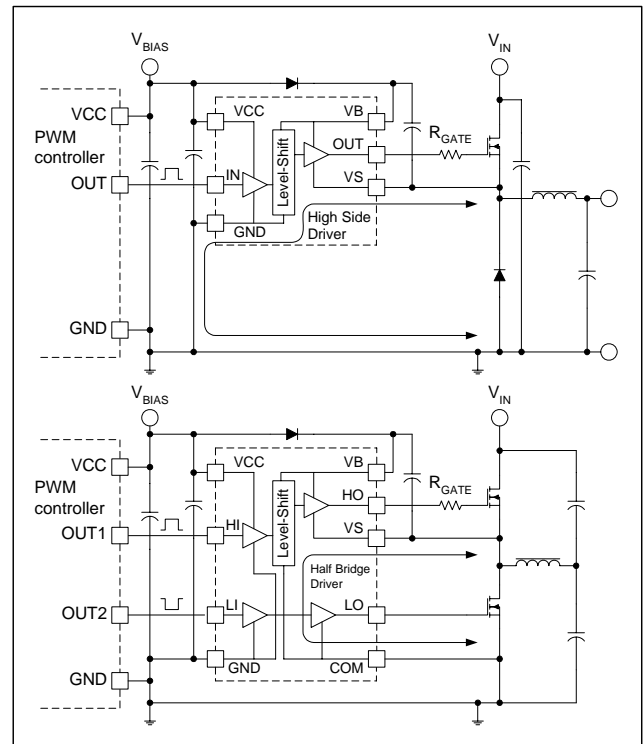 V_BIAS
V_IN
VCC
PWM
controller
OUT
GND
VCC
IN
GND
Level-Shift
VB
OUT
VS
R_GATE
High Side
Driver
V_BIAS
V_IN
VCC
PWM
controller
OUT1
OUT2
GND
VCC
HI
LI
GND
Level-Shift
VB
HO
VS
LO
COM
R_GATE
Half Bridge
Driver